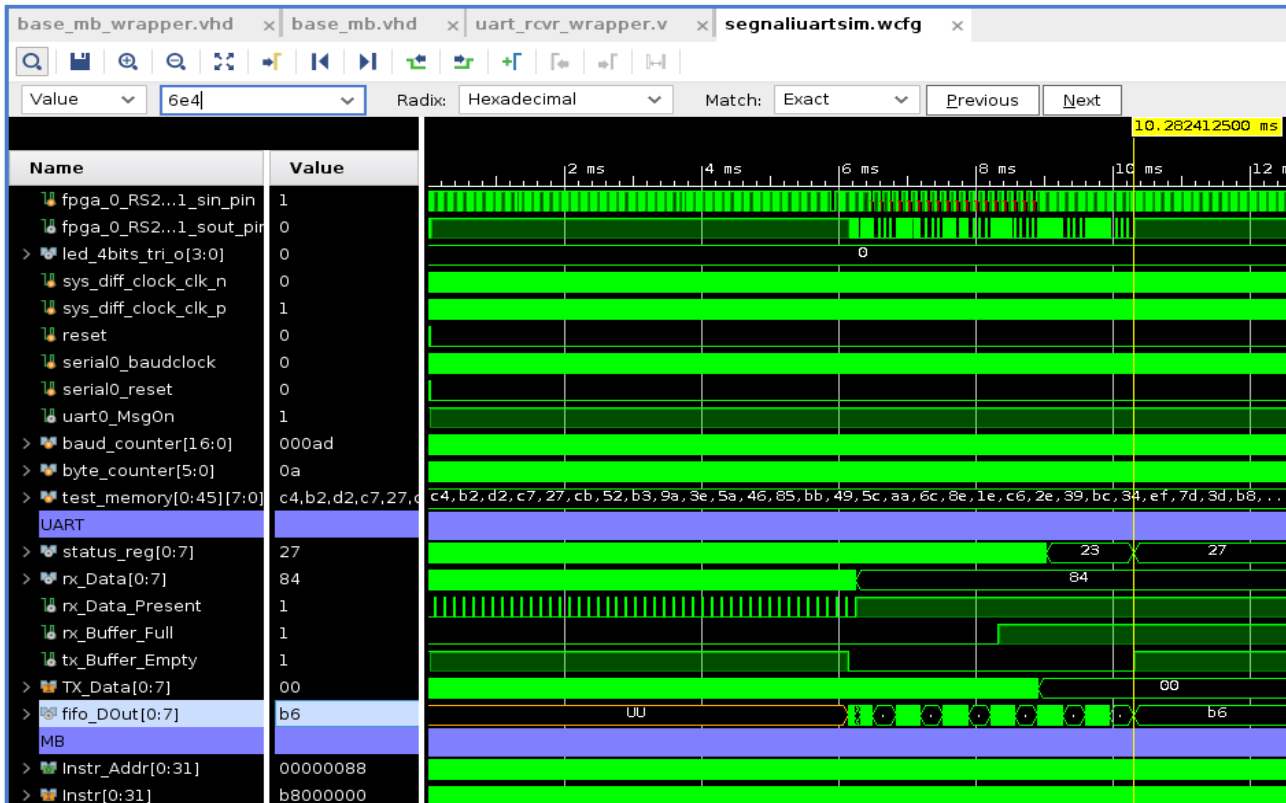 base_mb_wrapper.vhd × base_mb.vhd × uart_rcvr_wrapper.v × segnaliuartsim.wcfg ×
Value 6e4 Radix: Hexadecimal Match: Exact Previous Next
10.282412500 ms
Name Value 2 ms 4 ms 6 ms 8 ms 10 ms 12 m
fpga_0_RS2...1_sin_pin 1
fpga_0_RS2...1_sout_pin 0
led_4bits_tri_o[3:0] 0 0
sys_diff_clock_clk_n 0
sys_diff_clock_clk_p 1
reset 0
serial0_baudclock 0
serial0_reset 0
uart0_MsgOn 1
baud_counter[16:0] 000ad
byte_counter[5:0] 0a
test_memory[0:45][7:0] c4,b2,d2,c7,27,c c4,b2,d2,c7,27,cb,52,b3,9a,3e,5a,46,85,bb,49,5c,aa,6c,8e,1e,c6,2e,39,bc,34,ef,7d,3d,b8,...
UART
status_reg[0:7] 27 23 27
rx_Data[0:7] 84 84
rx_Data_Present 1
rx_Buffer_Full 1
tx_Buffer_Empty 1
TX_Data[0:7] 00 00
fifo_DOut[0:7] b6 UU . . . . . . b6
MB
Instr_Addr[0:31] 00000088
Instr[0:31] b8000000